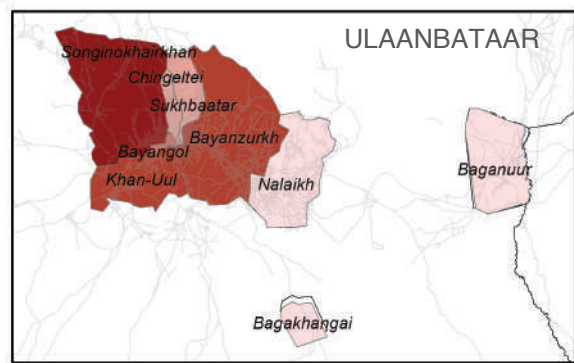 ULAANBATAAR
Songinokhairkhan
Chingeltei
Sukhbaatar
Bayanzurkh
Bayangol
Khan-Uul
Nalaikh
Baganuur
Bagakhangai